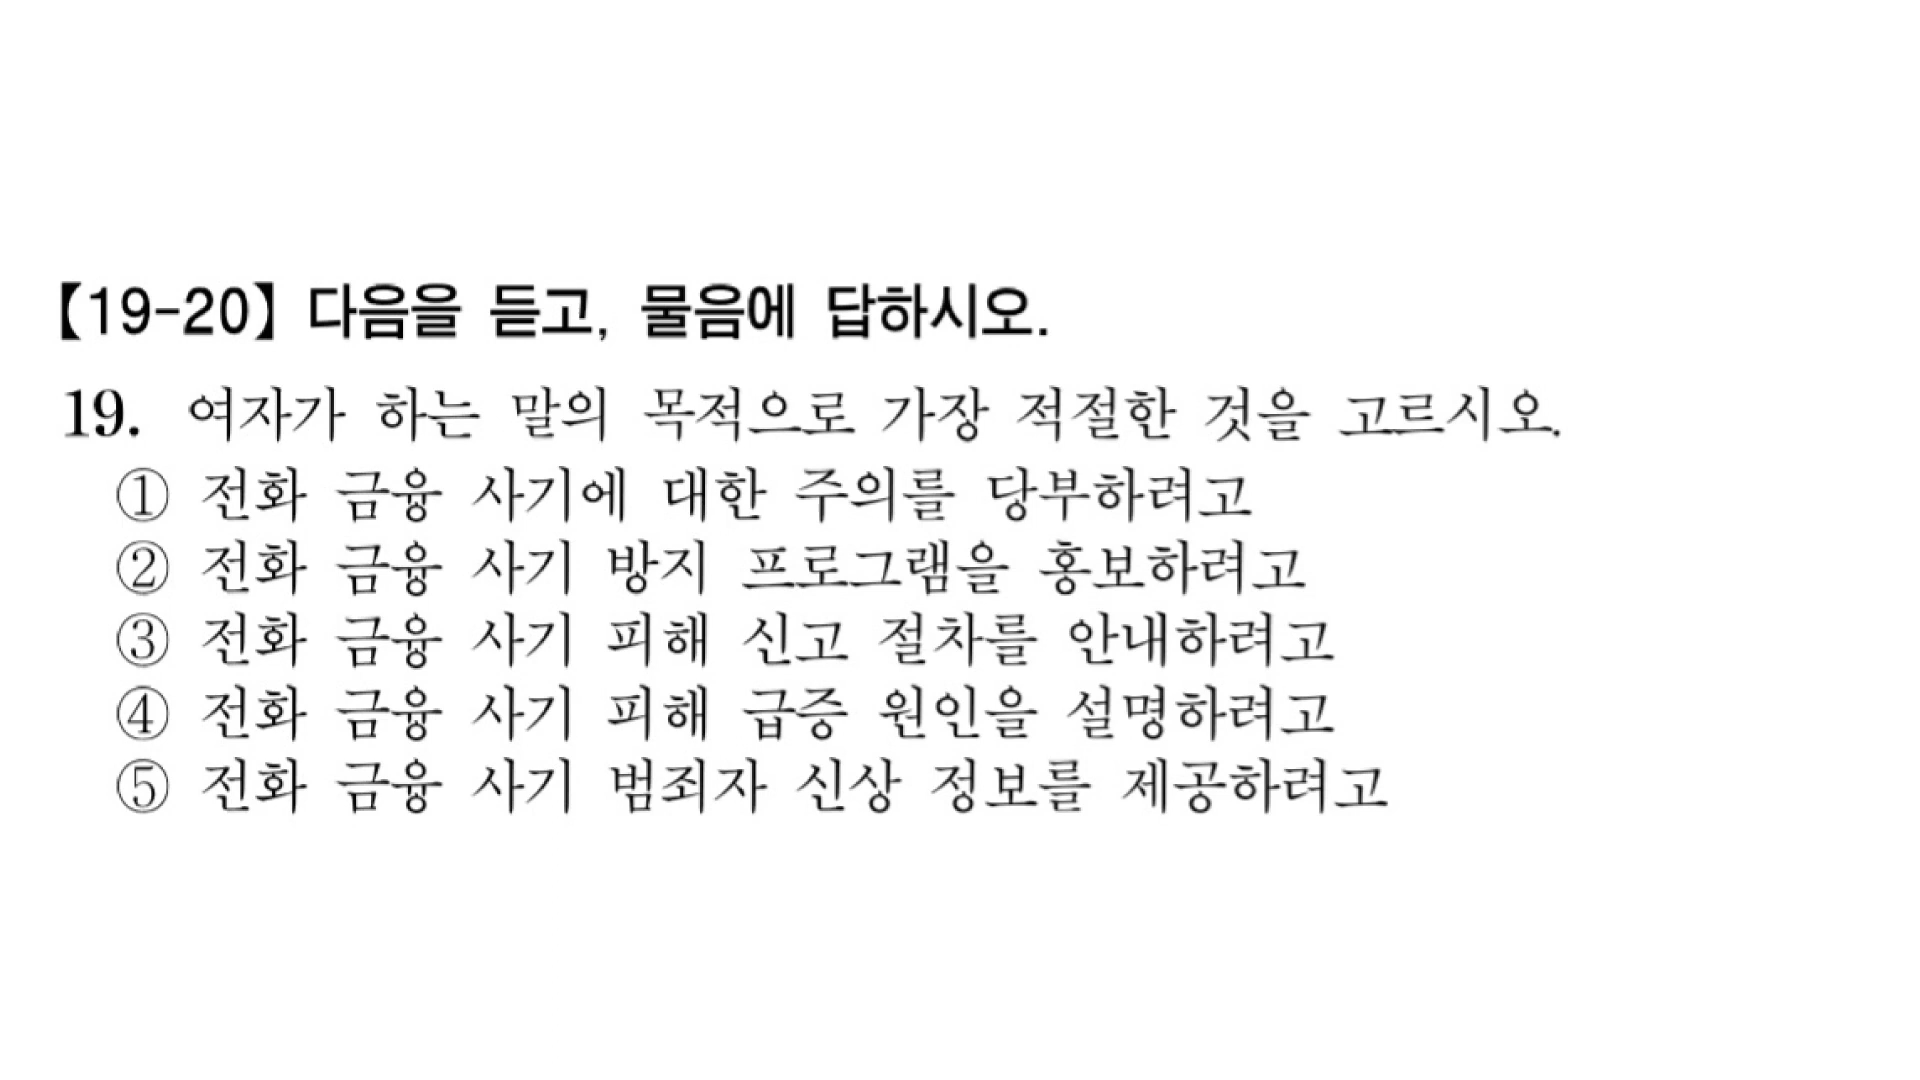 【19-20】 다음을 듣고, 물음에 답하시오.
19. 여자가 하는 말의 목적으로 가장 적절한 것을 고르시오.
① 전화 금융 사기에 대한 주의를 당부하려고
② 전화 금융 사기 방지 프로그램을 홍보하려고
③ 전화 금융 사기 피해 신고 절차를 안내하려고
④ 전화 금융 사기 피해 급증 원인을 설명하려고
⑤ 전화 금융 사기 범죄자 신상 정보를 제공하려고